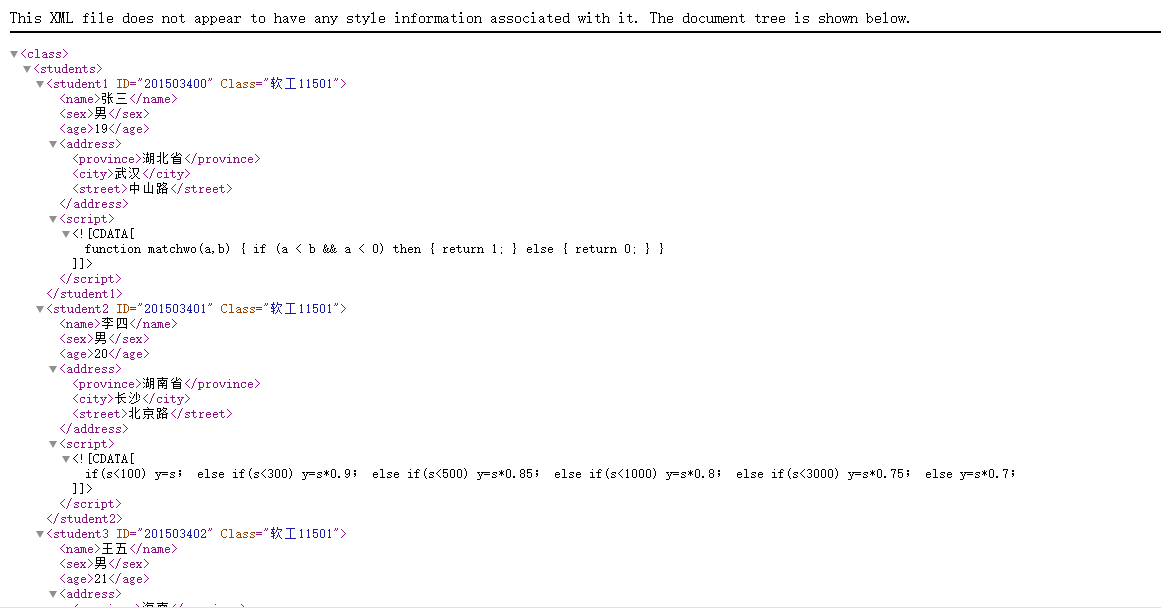 This XML file does not appear to have any style information associated with it. The document tree is shown below.
▼<class>
▼<students>
▼<student1 ID="201503400" Class="软工11501">
<name>张三</name>
<sex>男</sex>
<age>19</age>
▼<address>
<province>湖北省</province>
<city>武汉</city>
<street>中山路</street>
</address>
▼<script>
▼<![CDATA[
function matchwo(a,b) { if (a < b && a < 0) then { return 1; } else { return 0; } }
]]>
</script>
</student1>
▼<student2 ID="201503401" Class="软工11501">
<name>李四</name>
<sex>男</sex>
<age>20</age>
▼<address>
<province>湖南省</province>
<city>长沙</city>
<street>北京路</street>
</address>
▼<script>
▼<![CDATA[
if(s<100) y=s； else if(s<300) y=s*0.9； else if(s<500) y=s*0.85； else if(s<1000) y=s*0.8； else if(s<3000) y=s*0.75； else y=s*0.7；
]]>
</script>
</student2>
▼<student3 ID="201503402" Class="软工11501">
<name>王五</name>
<sex>男</sex>
<age>21</age>
▼<address>